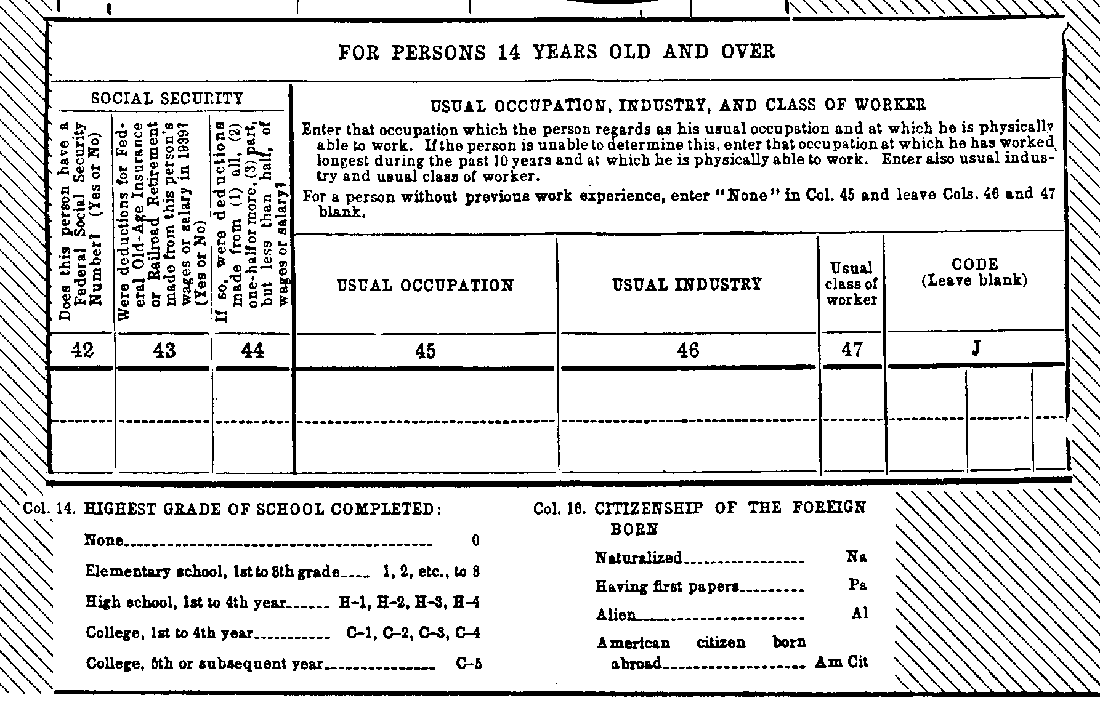 FOR PERSONS 14 YEARS OLD AND OVER
SOCIAL SECURITY
Does this person have a
Federal Social Security
Number? (Yes or No)
Were deductions for Fed-
eral Old-Age Insurance
or Railroad Retirement
made from this person's
wages or salary in 1939?
(Yes or No)
If so, were deductions
made from (1) all, (2)
one-half or more, (3) part,
but less than half, of
wages or salary?
USUAL OCCUPATION, INDUSTRY, AND CLASS OF WORKER
Enter that occupation which the person regards as his usual occupation and at which he is physically
able to work. If the person is unable to determine this, enter that occupation at which he has worked
longest during the past 10 years and at which he is physically able to work. Enter also usual indus-
try and usual class of worker.
For a person without previous work experience, enter "None" in Col. 45 and leave Cols. 46 and 47
blank.
USUAL OCCUPATION
USUAL INDUSTRY
Usual
class of
worker
CODE
(Leave blank)
42 43 44 45 46 47 J
Col. 14. HIGHEST GRADE OF SCHOOL COMPLETED:
None 0
Elementary school, 1st to 8th grade 1, 2, etc., to 8
High school, 1st to 4th year H-1, H-2, H-3, H-4
College, 1st to 4th year C-1, C-2, C-3, C-4
College, 5th or subsequent year C-5
Col. 16. CITIZENSHIP OF THE FOREIGN
BORN
Naturalized Na
Having first papers Pa
Alien Al
American citizen born
abroad Am Cit